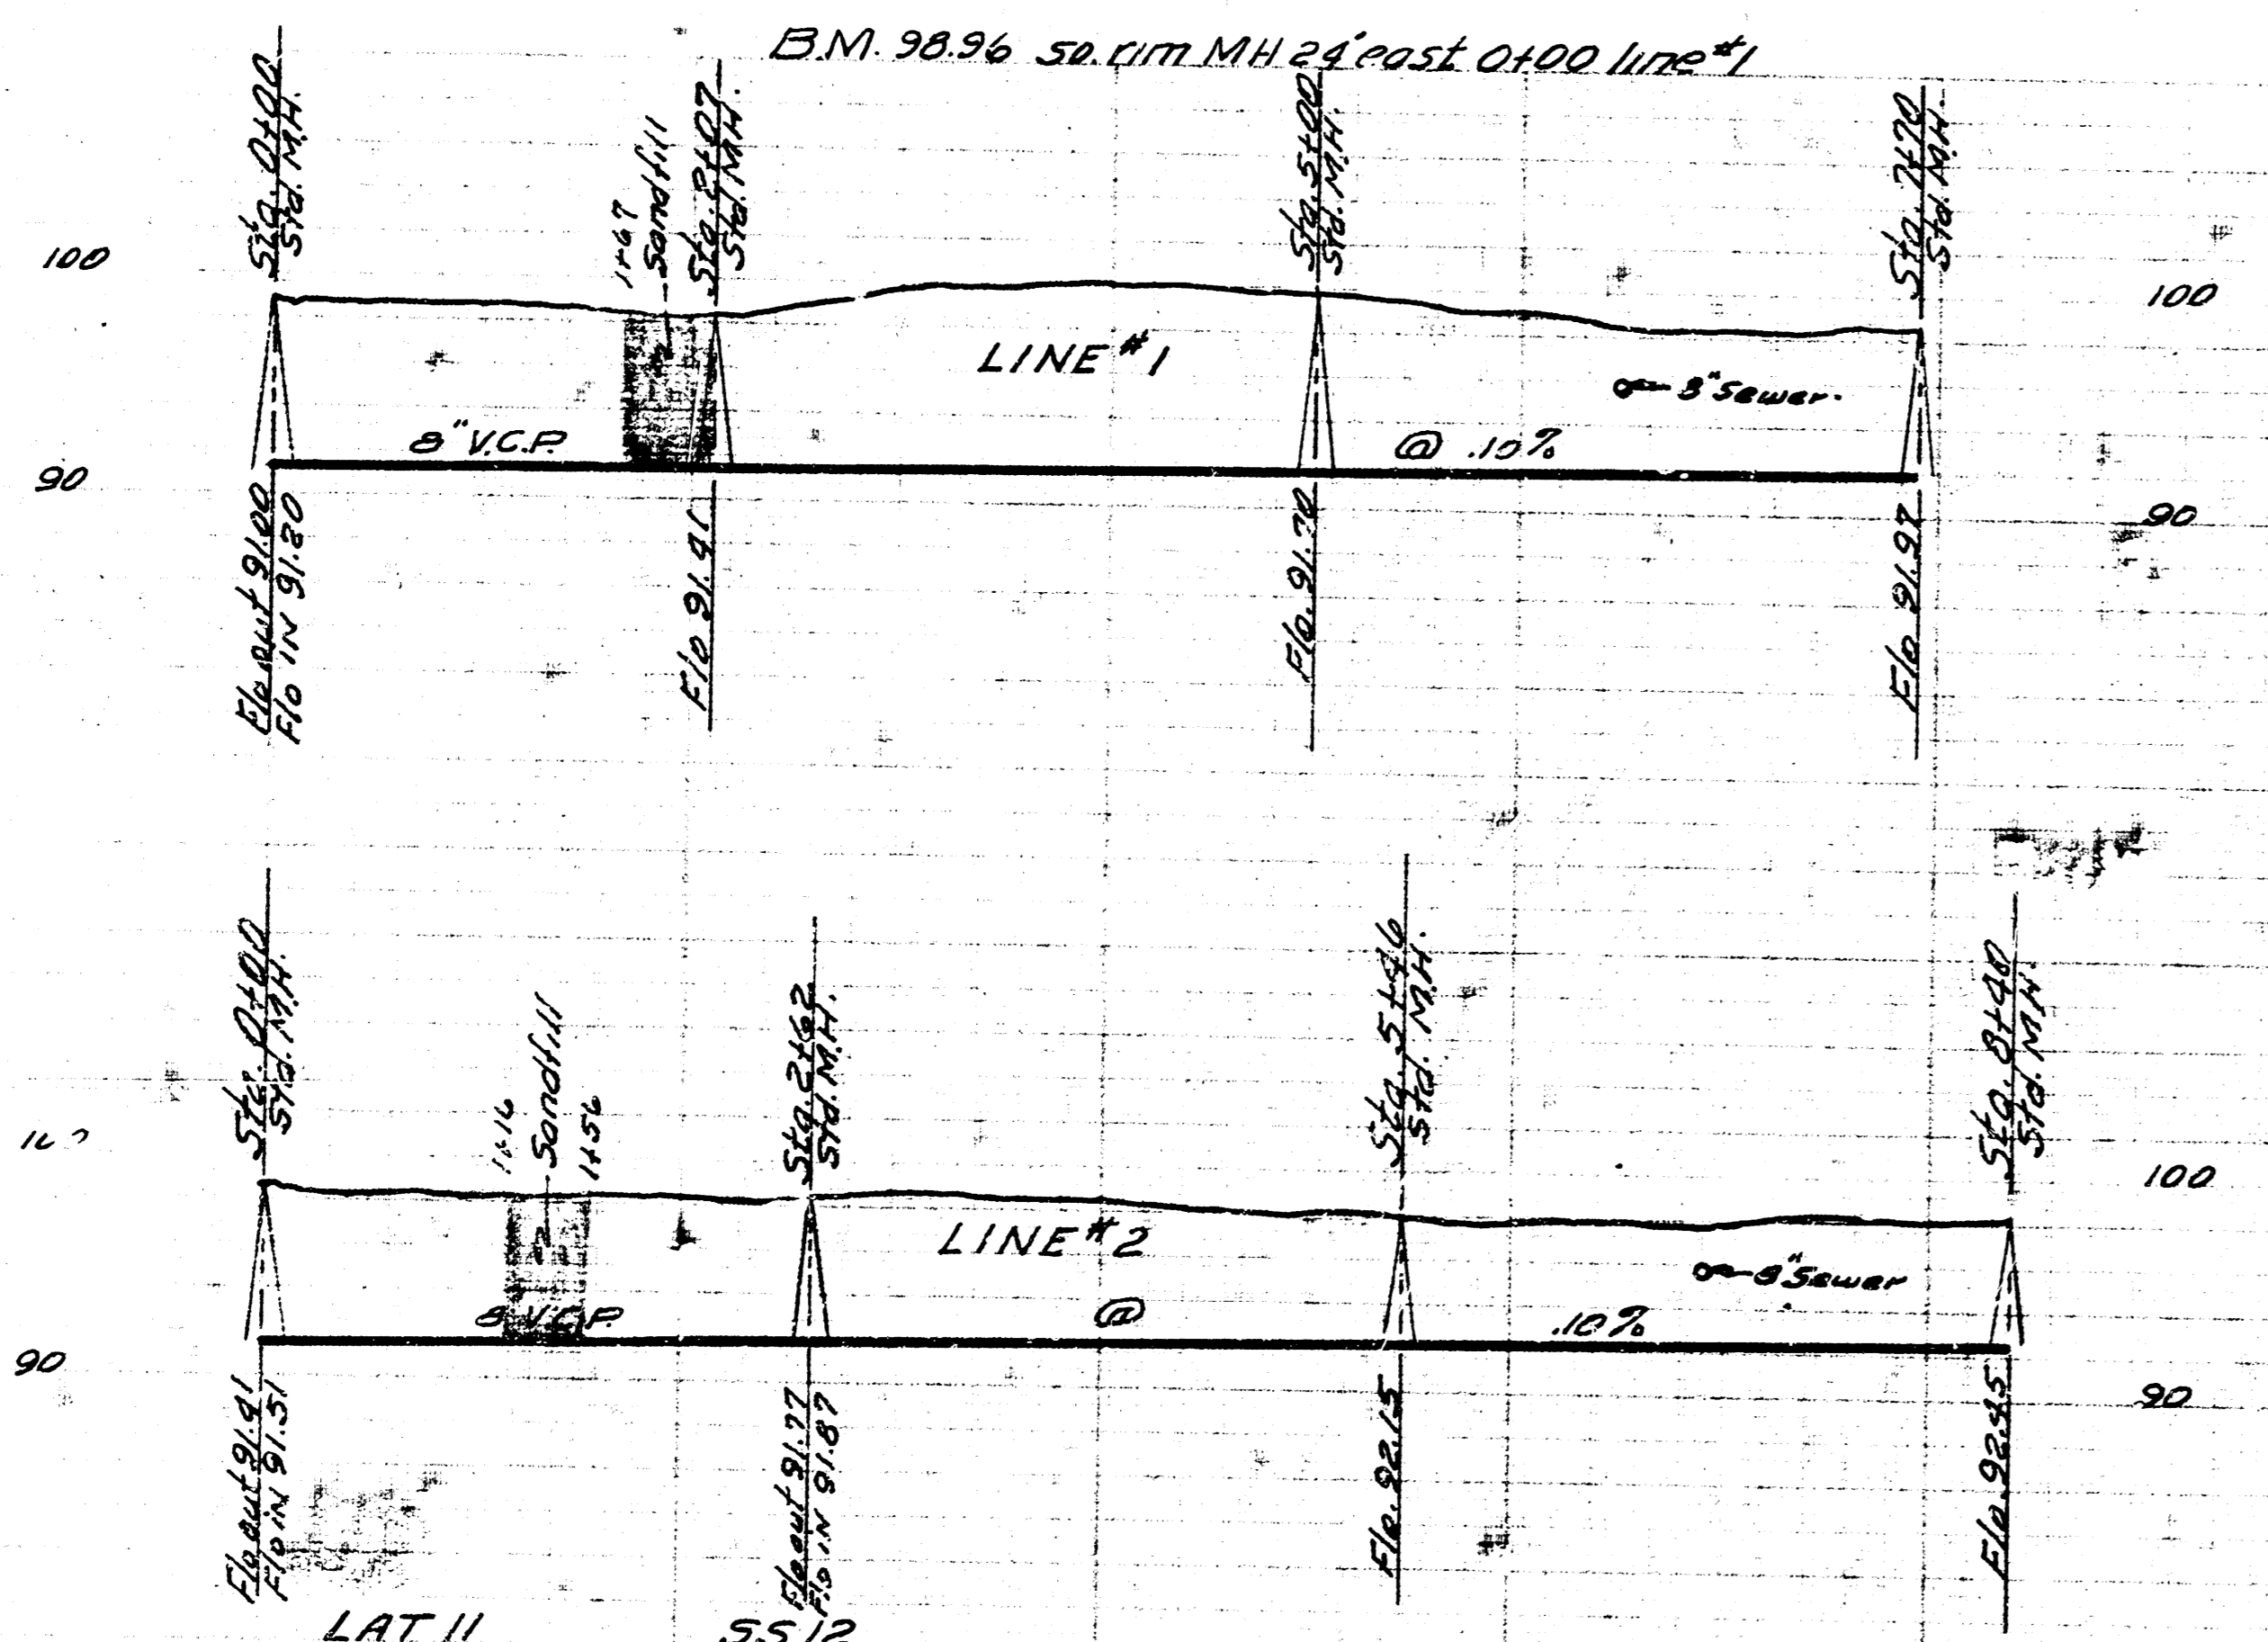 B.M. 98.96 so. rim MH 24' east 0+00 line #1
Sta. 0+00
Std. M.H.
1+67
Sandfill
Sta. 2+07
Std. M.H.
Sta. 5+00
Std. M.H.
Sta. 7+70
Std. M.H.
100
100
LINE #1
8" Sewer.
8" V.C.P.
@ .10%
90
90
Flo out 91.00
Flo IN 91.20
Flo 91.41
Flo. 91.70
Flo 91.97
Sta. 0+00
Std. M.H.
1+16
Sandfill
1+56
Sta. 2+62
Std. M.H.
Sta. 5+46
Std. M.H.
Sta. 8+40
Std. M.H.
100
LINE #2
8" Sewer
8 V.C.P.
@
.10%
90
90
Flo out 91.41
Flo IN 91.51
Flo out 91.77
Flo IN 91.87
Flo. 92.15
Flo. 92.45
LAT 11
SS 12